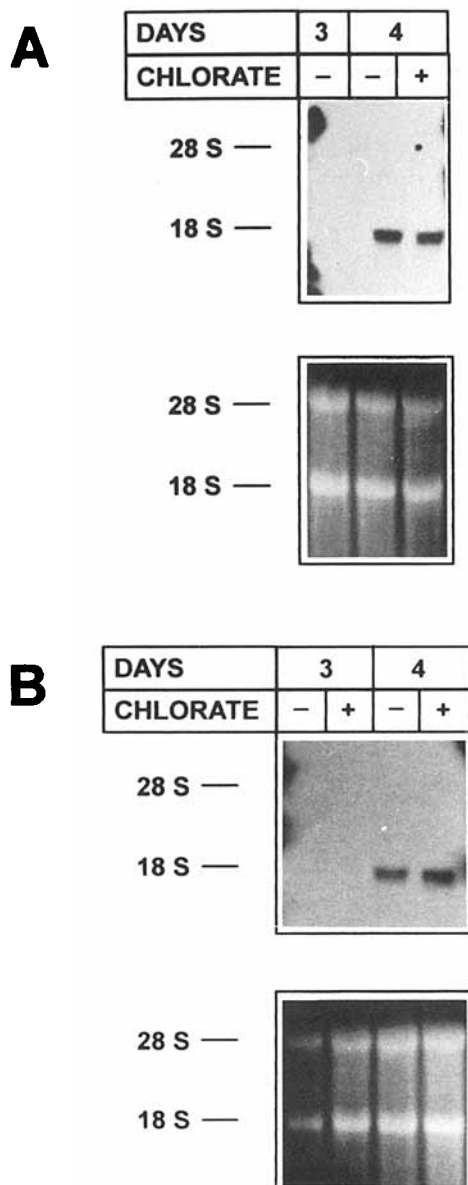 A
DAYS 3 4
CHLORATE – – +
28 S —
18 S —
28 S —
18 S —
B
DAYS 3 4
CHLORATE – + – +
28 S —
18 S —
28 S —
18 S —